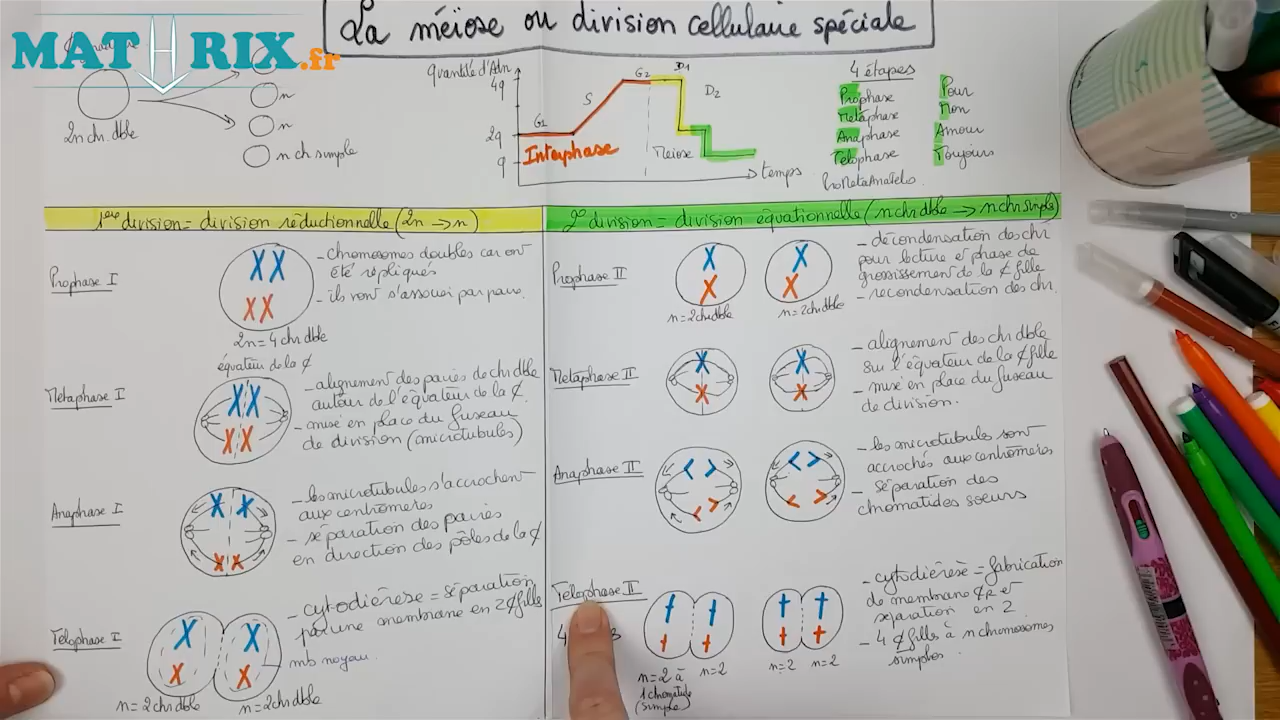 La méiose ou division cellulaire spéciale
MATHRIX.fr
2n ch. dble
n
n
n ch simple
quantité d'Adn
4q
2q
q
G1
S
G2
D1
D2
Interphase
Meiose
temps
4 étapes
Prophase
Métaphase
Anaphase
Télophase
ProMetaAnaTelo.
Pour
Mon
Amour
Toujours
1ere division = division réductionnelle (2n → n)
Prophase I
2n = 4 chr dble
- chromosomes doubles car ont
été répliqués
- ils vont s'associer par paire.
Métaphase I
équateur de la ¢
- alignement des paires de chr dble
autour de l'équateur de la ¢.
- mise en place du fuseau
de division (microtubules)
Anaphase I
- les microtubules s'accrochent
aux centromères
- séparation des paires
en direction des pôles de la ¢
Télophase I
n = 2 chr dble
n = 2 chr dble
- cytodiérèse = séparation
par une membrane en 2 ¢ filles
mb noyau.
2e division = division équationnelle (n chr dble → n chr simple)
Prophase II
n = 2 chr dble
n = 2 chr dble
- décondensation des chr
pour lecture et phase de
grossissement de la ¢ fille
- recondensation des chr.
Métaphase II
- alignement des chr dble
sur l'équateur de la ¢ fille
- mise en place du fuseau
de division.
Anaphase II
- les microtubules sont
accrochés aux centromères
- séparation des
chromatides soeurs
Télophase II
4
n = 2 à
1 chromatide
(simple)
n = 2
n = 2
n = 2
- cytodiérèse = fabrication
de membrane et
séparation en 2
- 4 ¢ filles à n chromosomes
simples.